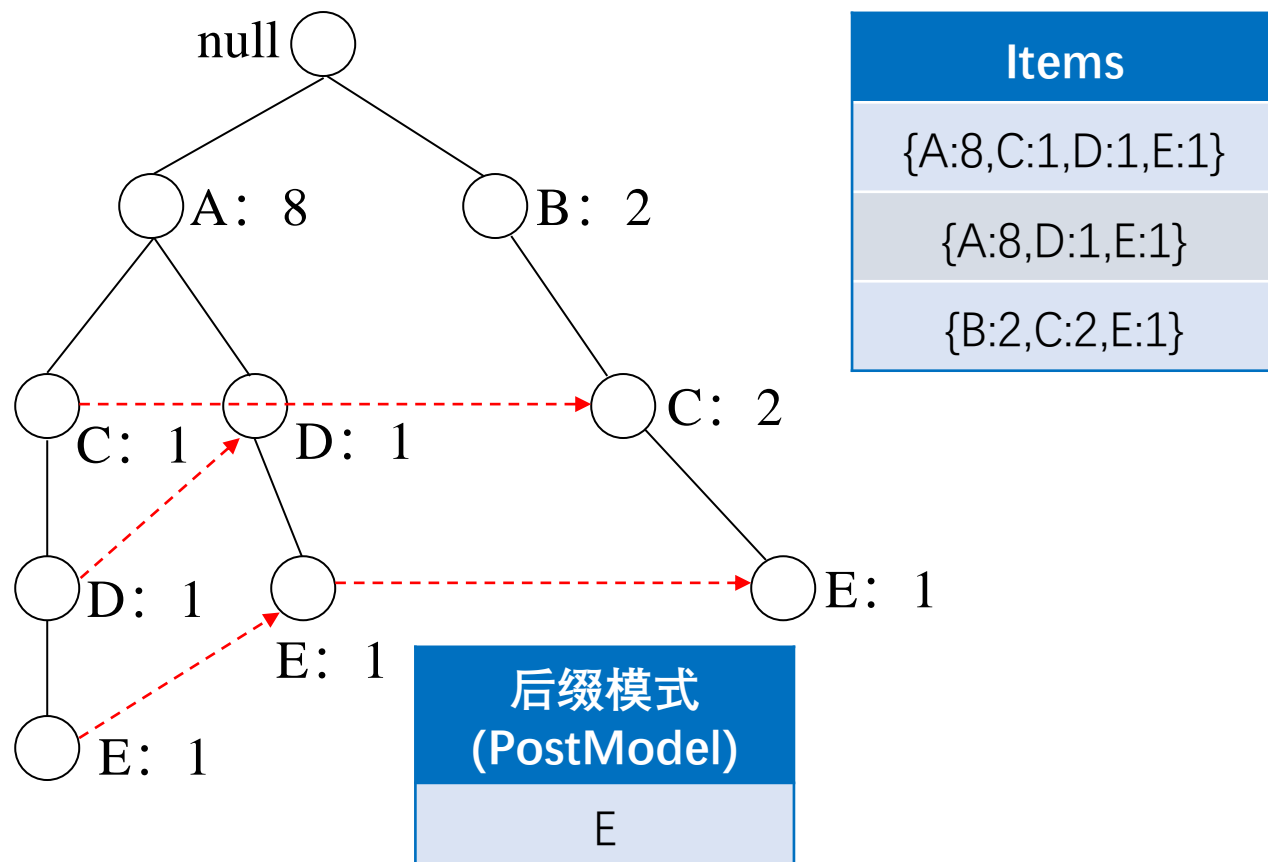 null
A：8
B：2
C：1
D：1
C：2
D：1
E：1
E：1
E：1
Items
{A:8,C:1,D:1,E:1}
{A:8,D:1,E:1}
{B:2,C:2,E:1}
后缀模式
(PostModel)
E